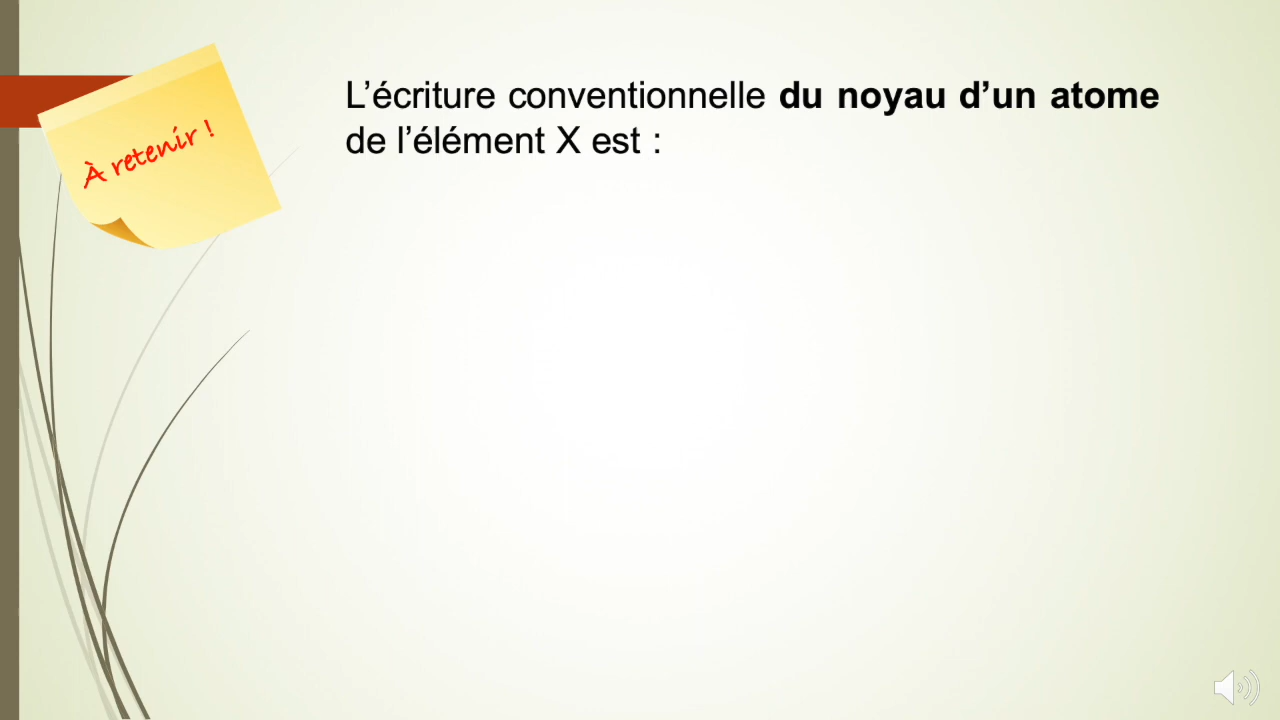 À retenir !
L’écriture conventionnelle du noyau d’un atome
de l’élément X est :